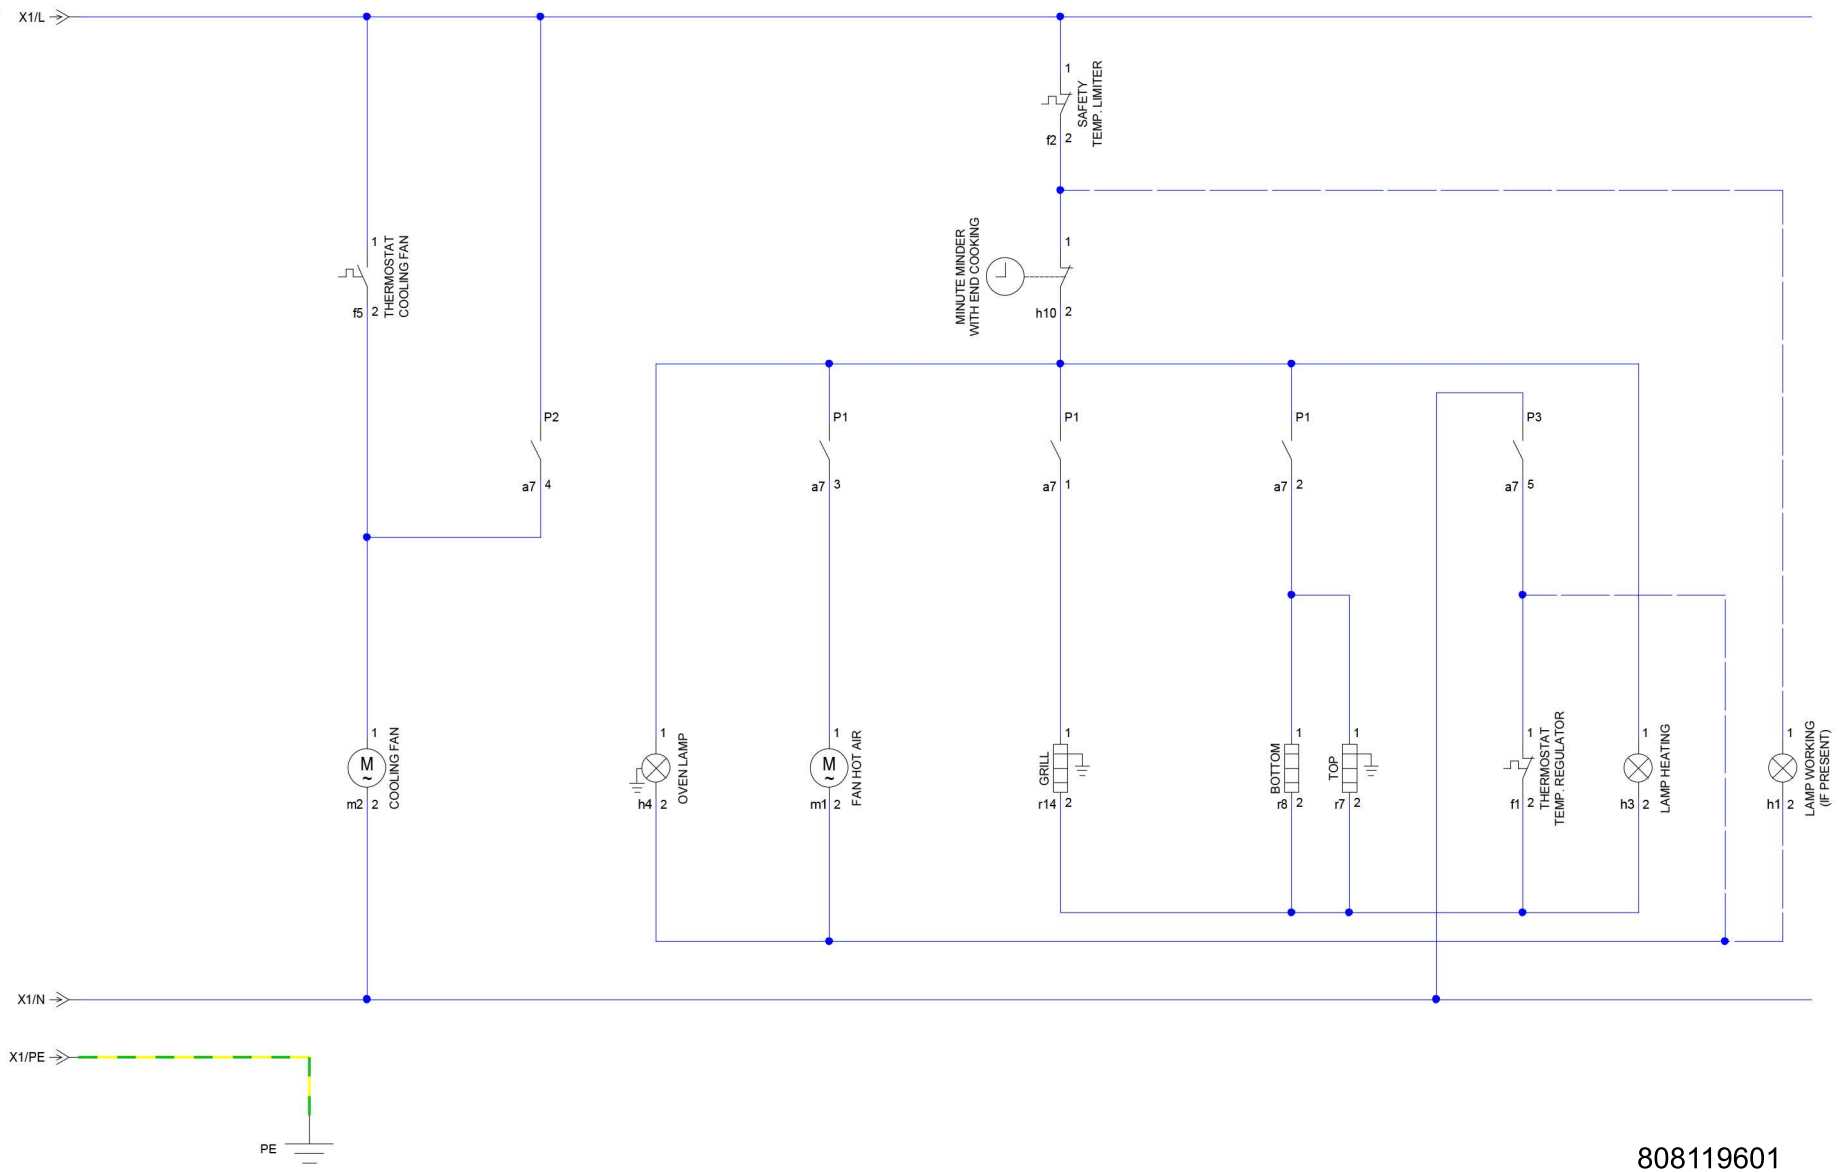 X1/L
1
SAFETY
TEMP. LIMITER
f2 2
1
THERMOSTAT
COOLING FAN
f5 2
MINUTE MINDER
WITH END COOKING
1
h10 2
P2
a7 4
P1
a7 3
P1
a7 1
P1
a7 2
P3
a7 5
1
M
~
m2 2
COOLING FAN
1
h4 2
OVEN LAMP
1
M
~
m1 2
FAN HOT AIR
GRILL
1
r14 2
BOTTOM
1
r8 2
TOP
1
r7 2
1
f1 2
THERMOSTAT
TEMP. REGULATOR
1
h3 2
LAMP HEATING
1
h1 2
LAMP WORKING
(IF PRESENT)
X1/N
X1/PE
PE
808119601